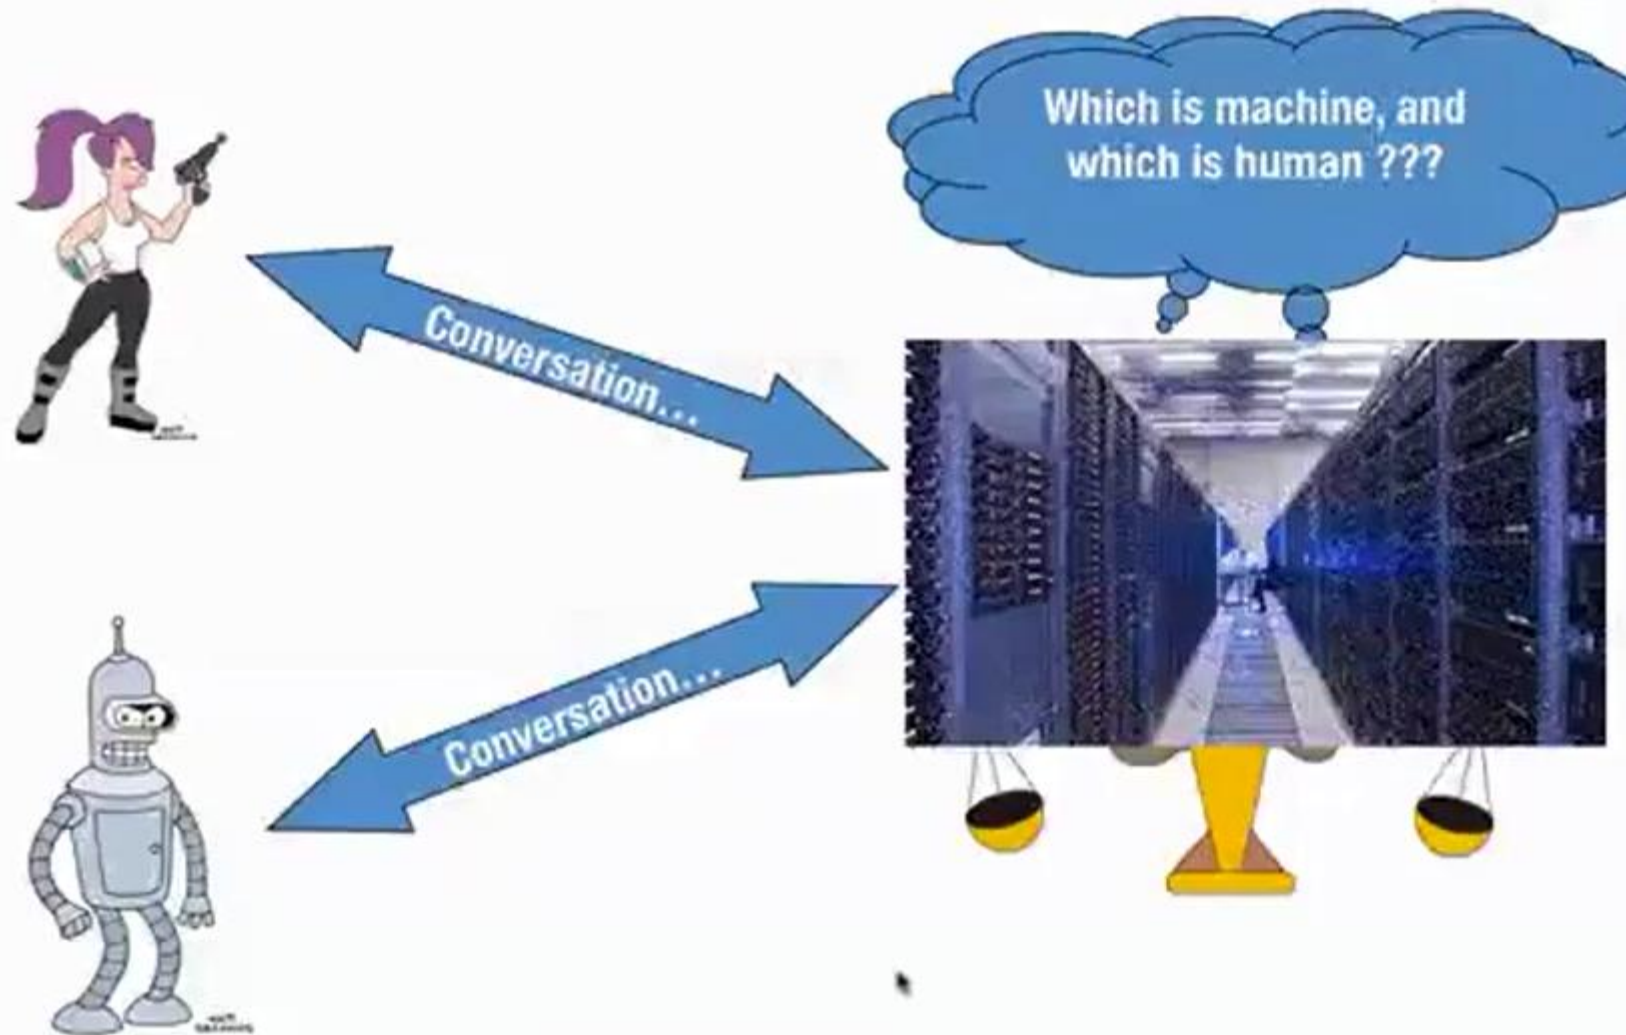 Which is machine, and
which is human ???
Conversation...
Conversation...